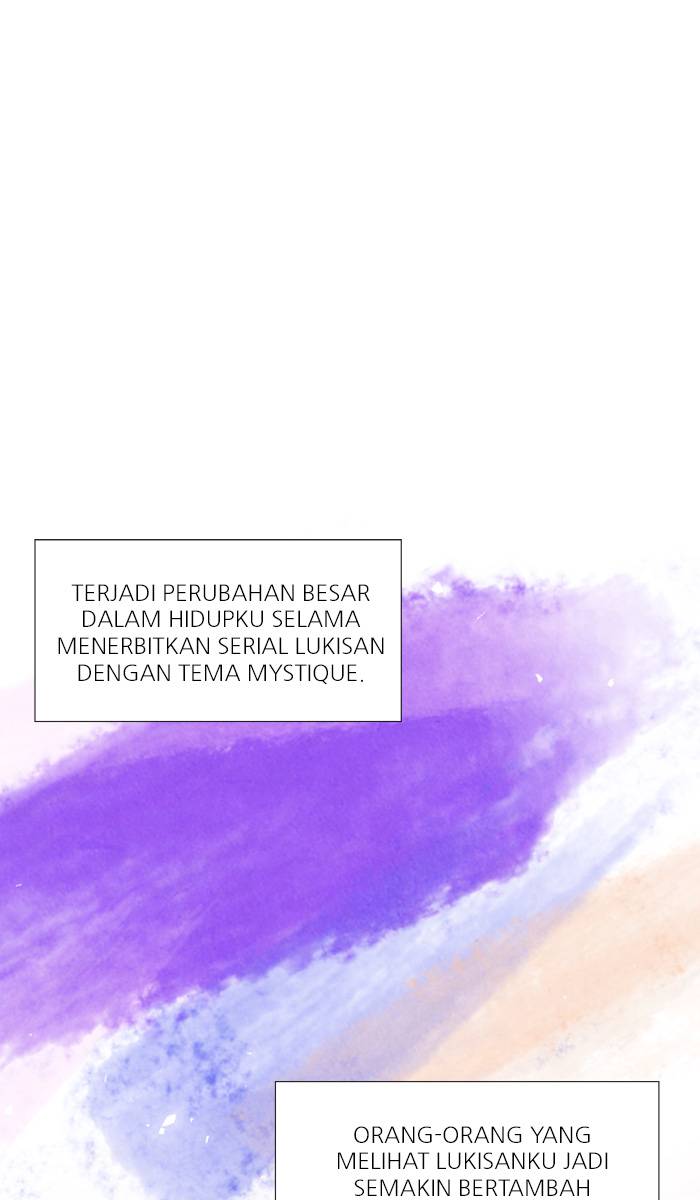 TERJADI PERUBAHAN BESAR
DALAM HIDUPKU SELAMA
MENERBITKAN SERIAL LUKISAN
DENGAN TEMA MYSTIQUE.
ORANG-ORANG YANG
MELIHAT LUKISANKU JADI
SEMAKIN BERTAMBAH